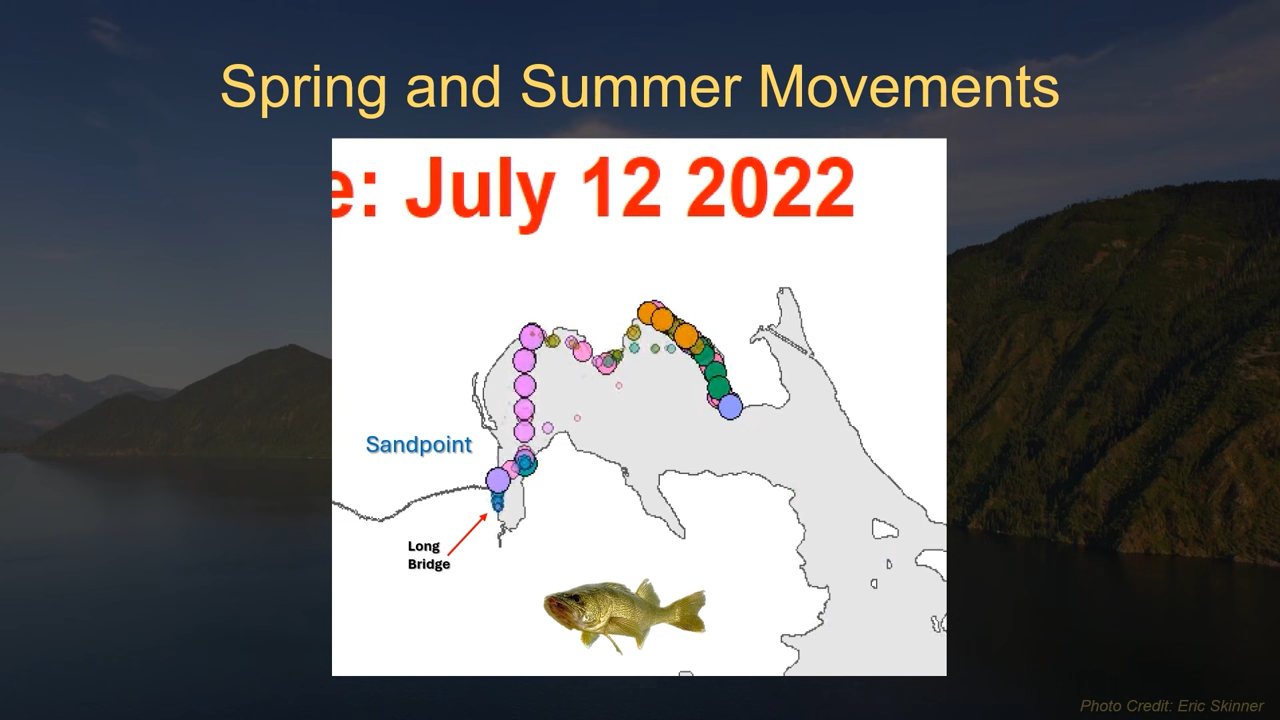 Spring and Summer Movements
e: July 12 2022
Sandpoint
Long
Bridge
Photo Credit: Eric Skinner